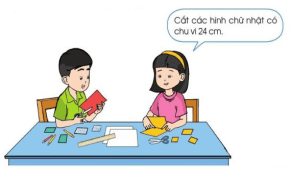 Cắt các hình chữ nhật có
chu vi 24 cm.